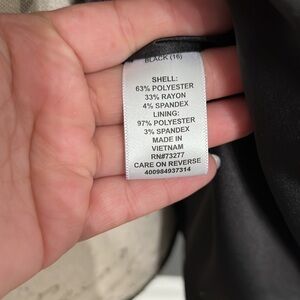 BLACK (16)
SHELL:
63% POLYESTER
33% RAYON
4% SPANDEX
LINING:
97% POLYESTER
3% SPANDEX
MADE IN
VIETNAM
RN#73277
CARE ON REVERSE
400984937314